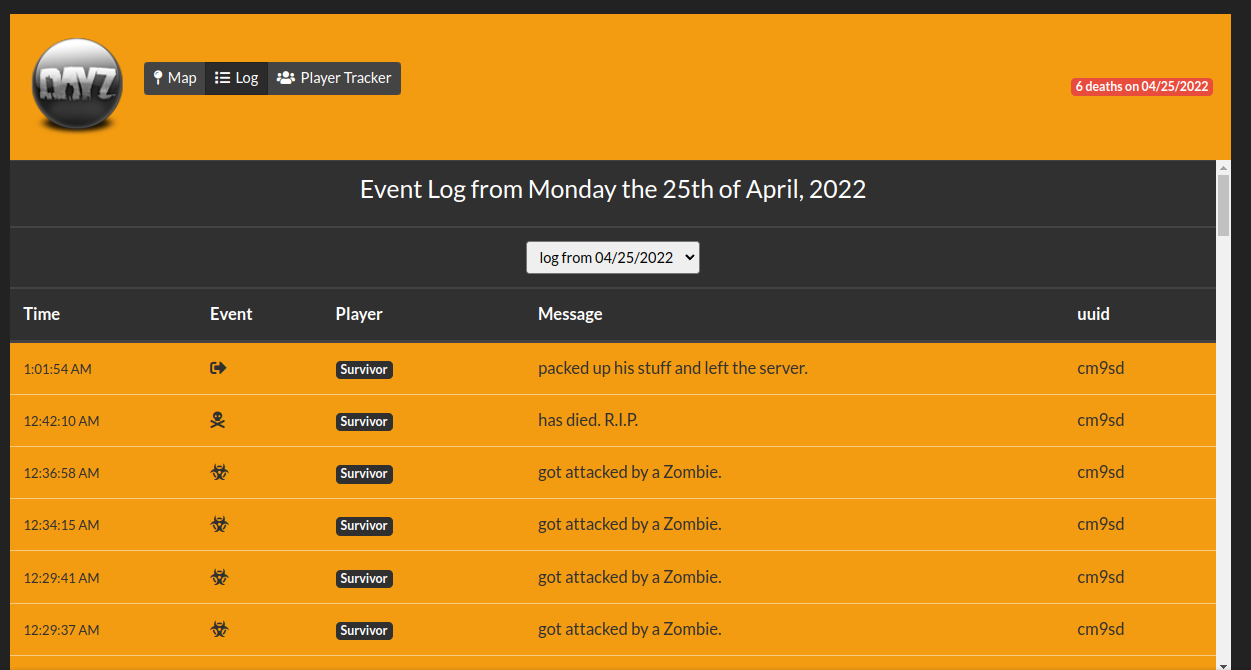 DAYZ
Map Log Player Tracker
6 deaths on 04/25/2022
Event Log from Monday the 25th of April, 2022
log from 04/25/2022
Time Event Player Message uuid
1:01:54 AM Survivor packed up his stuff and left the server. cm9sd
12:42:10 AM Survivor has died. R.I.P. cm9sd
12:36:58 AM Survivor got attacked by a Zombie. cm9sd
12:34:15 AM Survivor got attacked by a Zombie. cm9sd
12:29:41 AM Survivor got attacked by a Zombie. cm9sd
12:29:37 AM Survivor got attacked by a Zombie. cm9sd